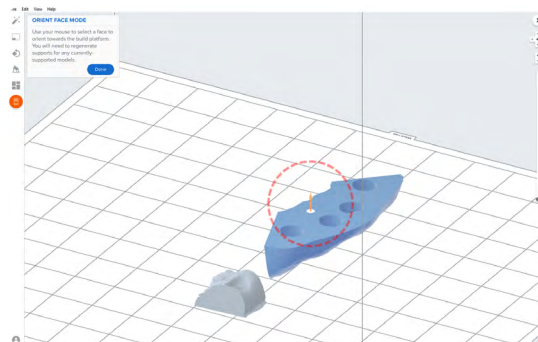 Edit View Help
ORIENT FACE MODE
Use your mouse to select a face to
orient towards the build platform.
You will need to regenerate
supports for any currently-
supported models.
Done